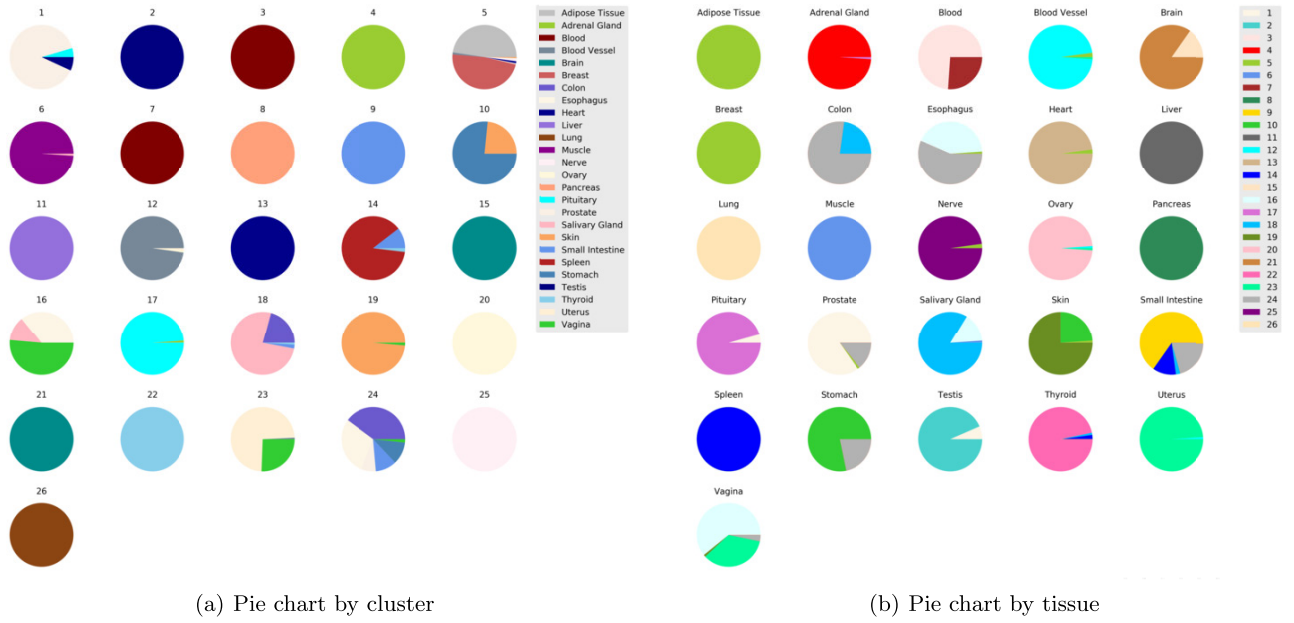 1 2 3 4 5
6 7 8 9 10
11 12 13 14 15
16 17 18 19 20
21 22 23 24 25
26
Adipose Tissue
Adrenal Gland
Blood
Blood Vessel
Brain
Breast
Colon
Esophagus
Heart
Liver
Lung
Muscle
Nerve
Ovary
Pancreas
Pituitary
Prostate
Salivary Gland
Skin
Small Intestine
Spleen
Stomach
Testis
Thyroid
Uterus
Vagina
(a) Pie chart by cluster
Adipose Tissue Adrenal Gland Blood Blood Vessel Brain
Breast Colon Esophagus Heart Liver
Lung Muscle Nerve Ovary Pancreas
Pituitary Prostate Salivary Gland Skin Small Intestine
Spleen Stomach Testis Thyroid Uterus
Vagina
1
2
3
4
5
6
7
8
9
10
11
12
13
14
15
16
17
18
19
20
21
22
23
24
25
26
(b) Pie chart by tissue